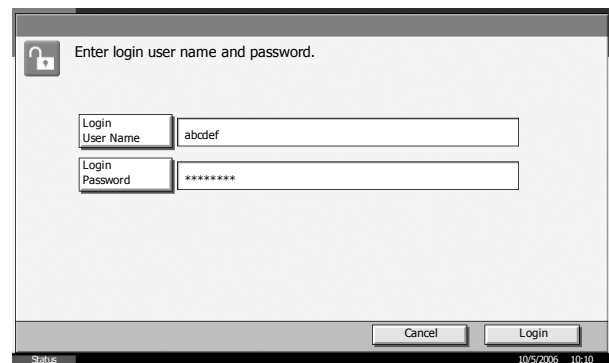 Enter login user name and password.
Login
User Name
abcdef
Login
Password
********
Cancel
Login
Status
10/5/2006 10:10